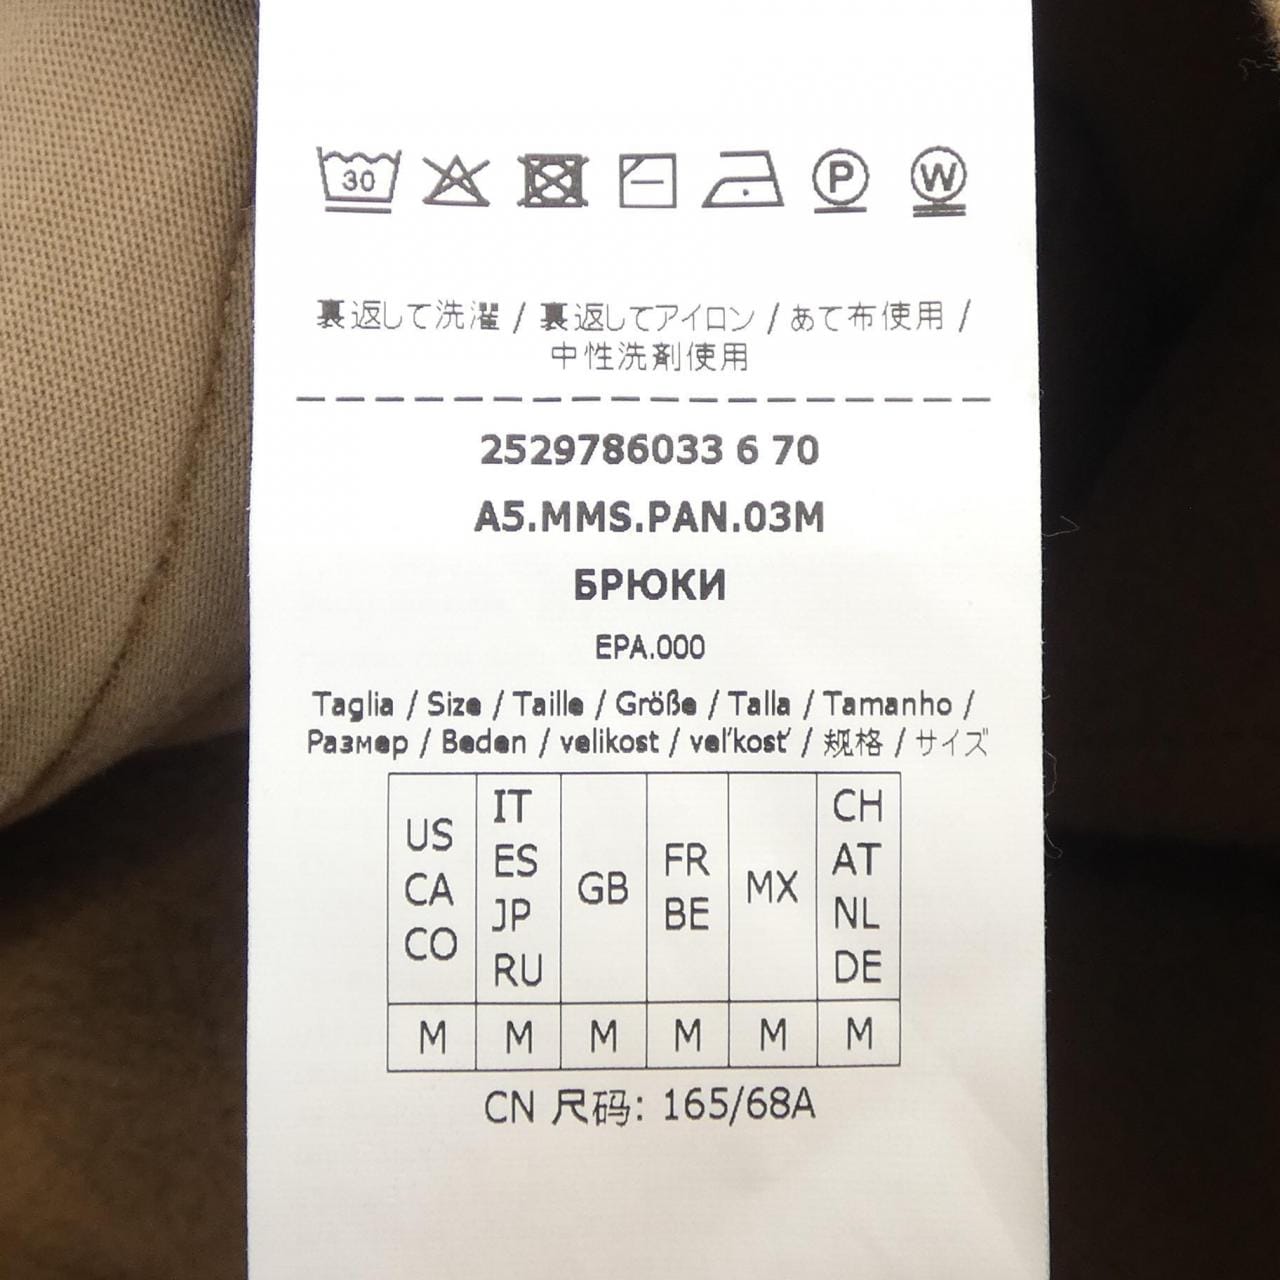 30 P W
裏返して洗濯 / 裏返してアイロン / あて布使用 /
中性洗剤使用
2529786033 6 70
A5.MMS.PAN.03M
БРЮКИ
EPA.000
Taglia / Size / Taille / Größe / Talla / Tamanho /
Размер / Beden / velikost / veľkosť / 规格 / サイズ
US CA CO IT ES JP RU GB FR BE MX CH AT NL DE
M M M M M M
CN 尺码: 165/68A